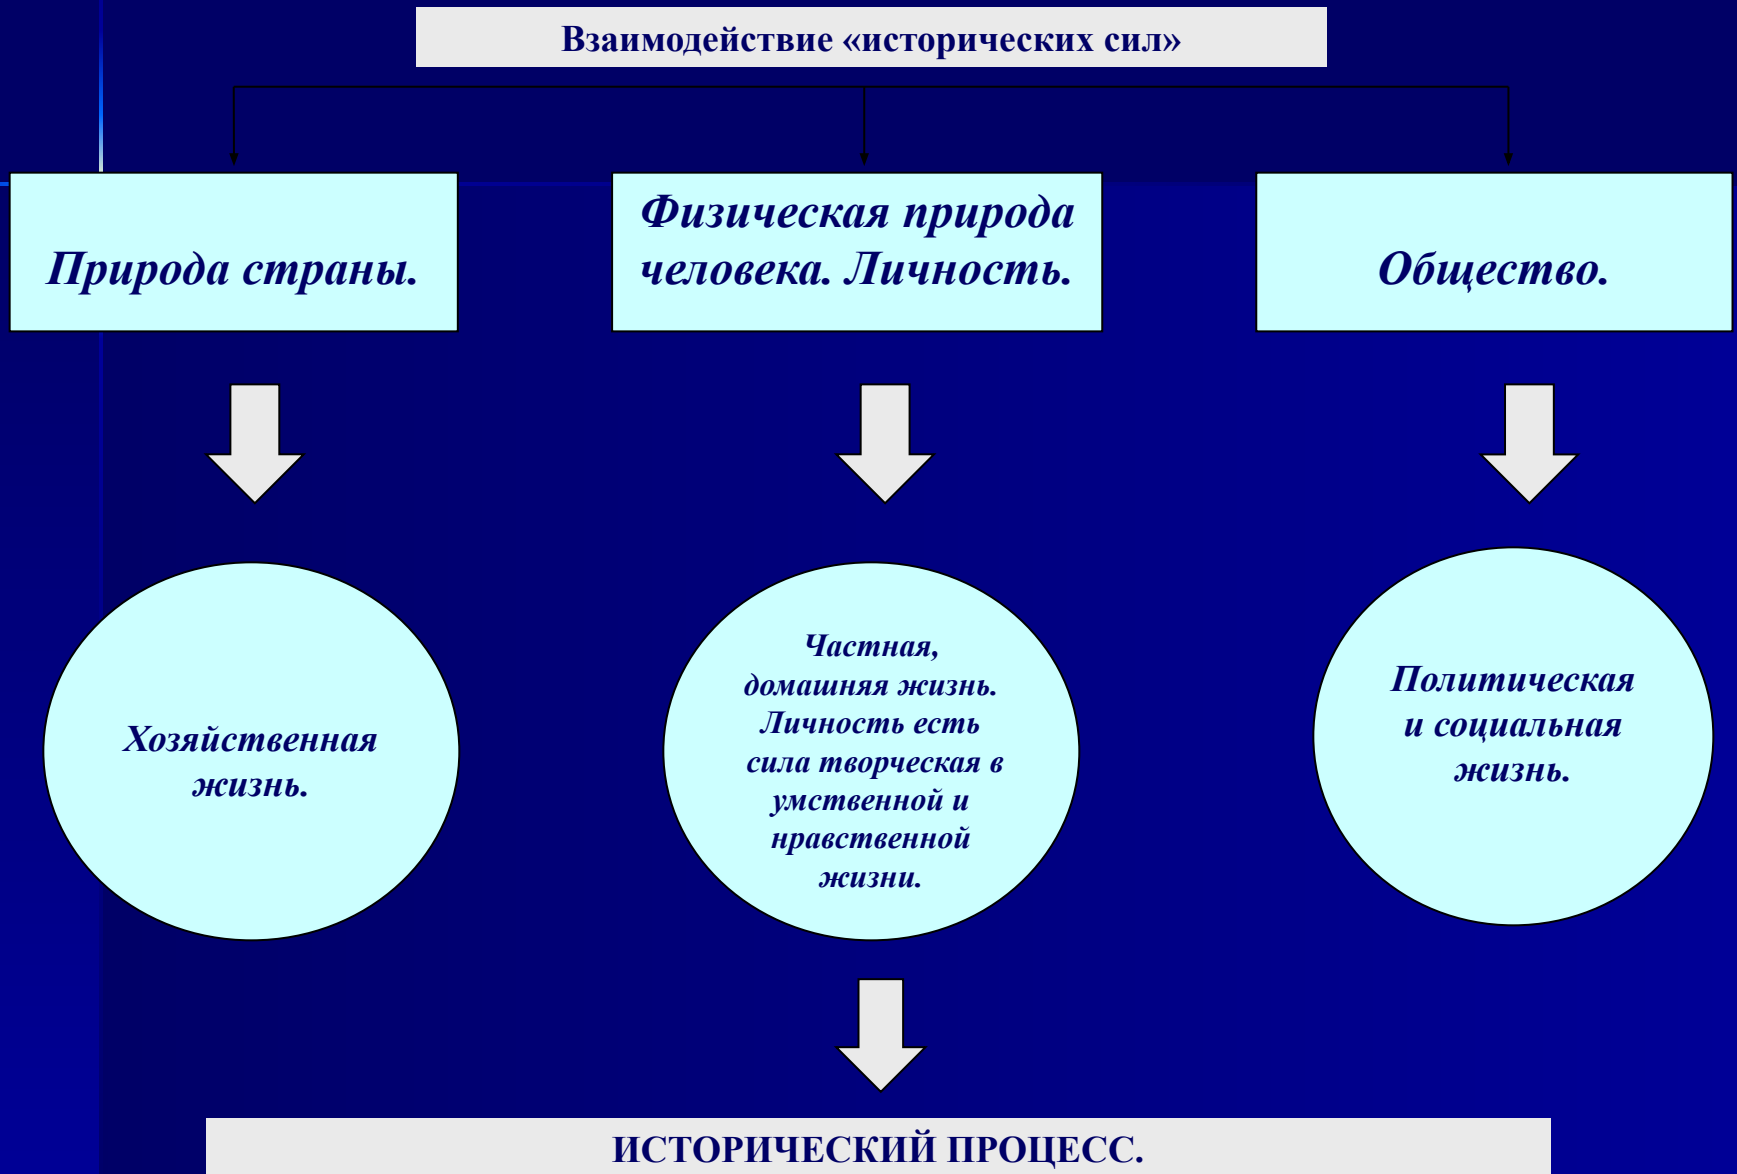 Взаимодействие «исторических сил»
Природа страны.
Физическая природа
человека. Личность.
Общество.
Хозяйственная
жизнь.
Частная,
домашняя жизнь.
Личность есть
сила творческая в
умственной и
нравственной
жизни.
Политическая
и социальная
жизнь.
ИСТОРИЧЕСКИЙ ПРОЦЕСС.